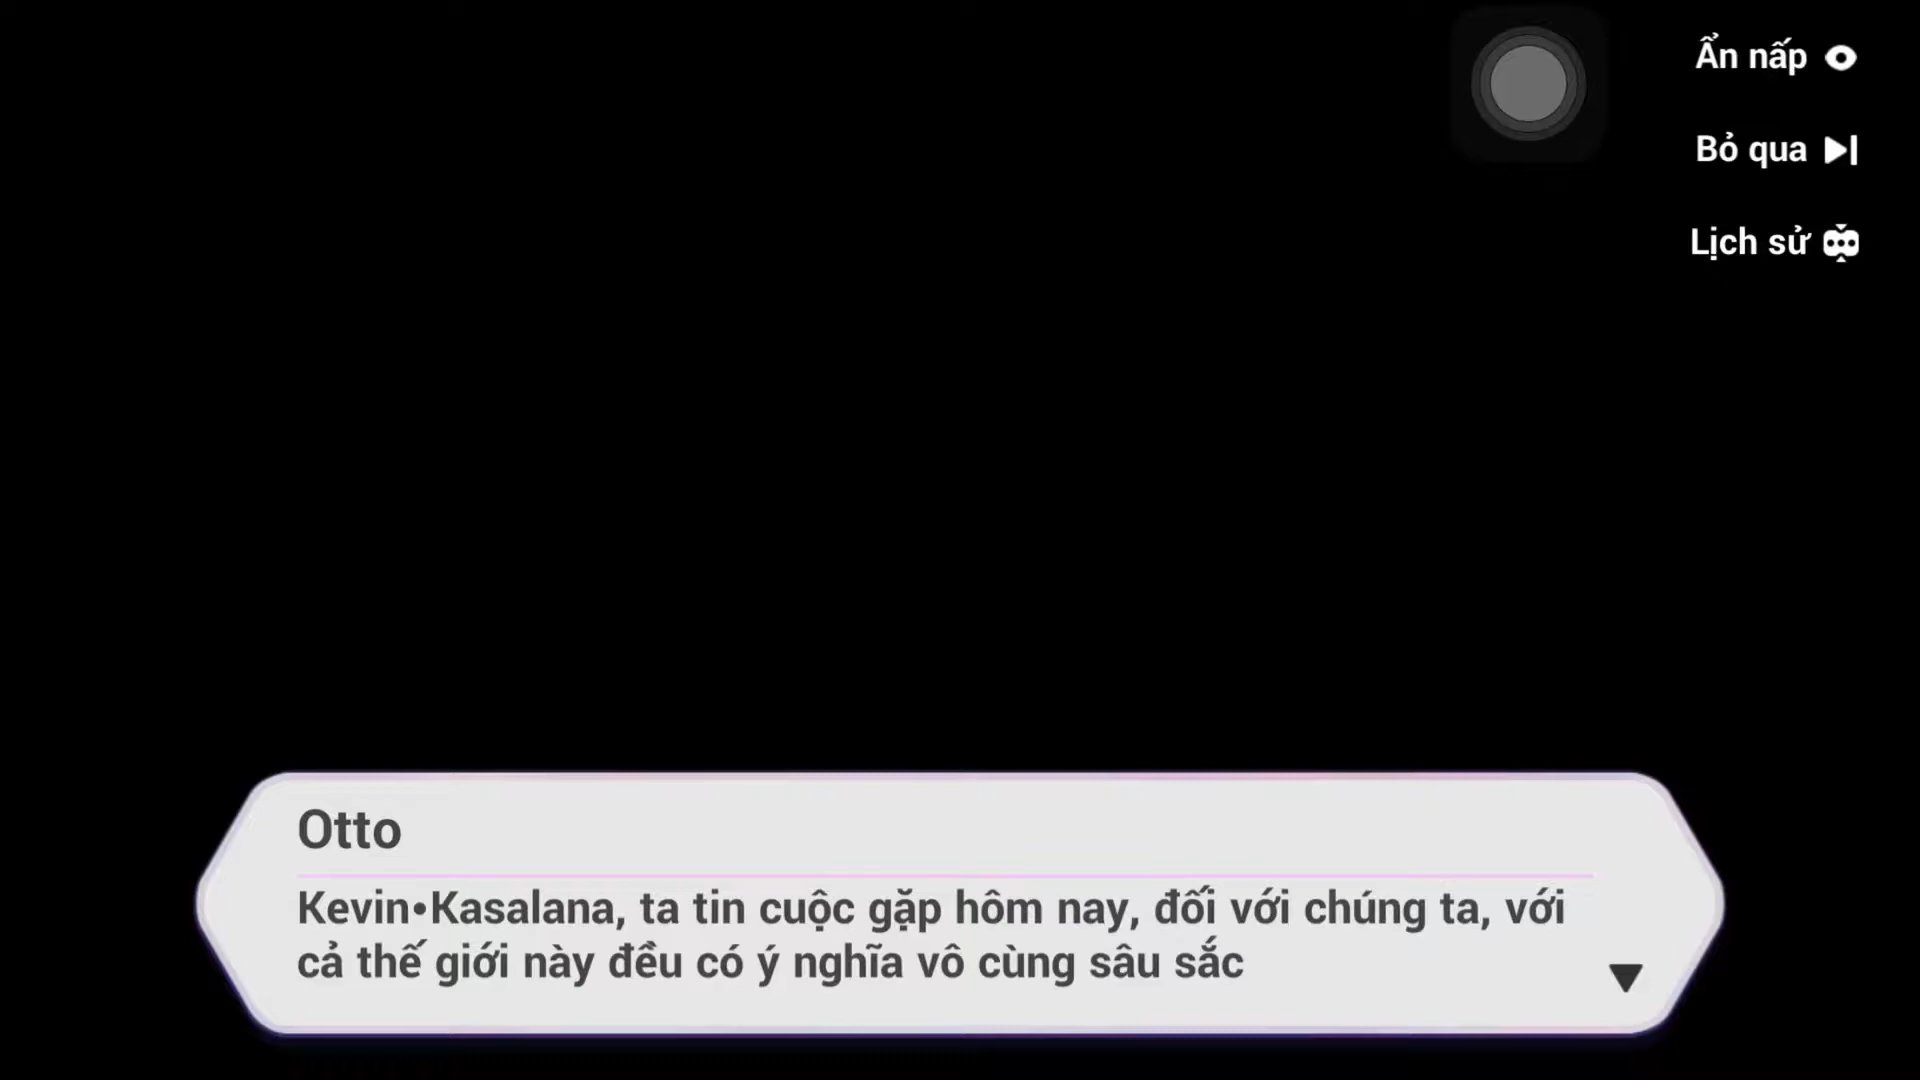 Ẩn nấp
Bỏ qua
Lịch sử
Otto
Kevin•Kasalana, ta tin cuộc gặp hôm nay, đối với chúng ta, với
cả thế giới này đều có ý nghĩa vô cùng sâu sắc